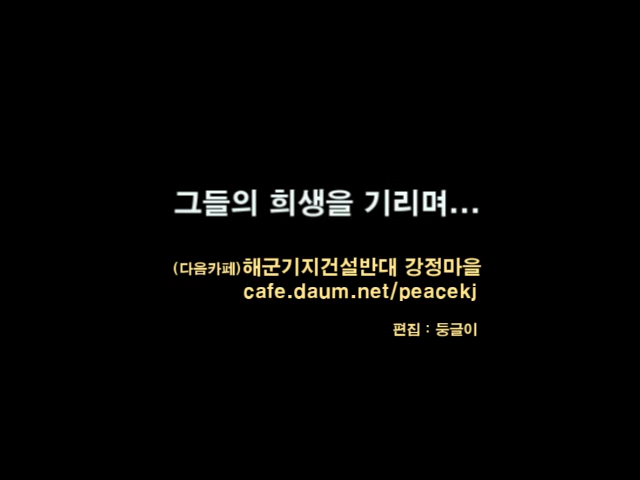 그들의 희생을 기리며...
(다음카페)해군기지건설반대 강정마을
cafe.daum.net/peacekj
편집 : 둥글이